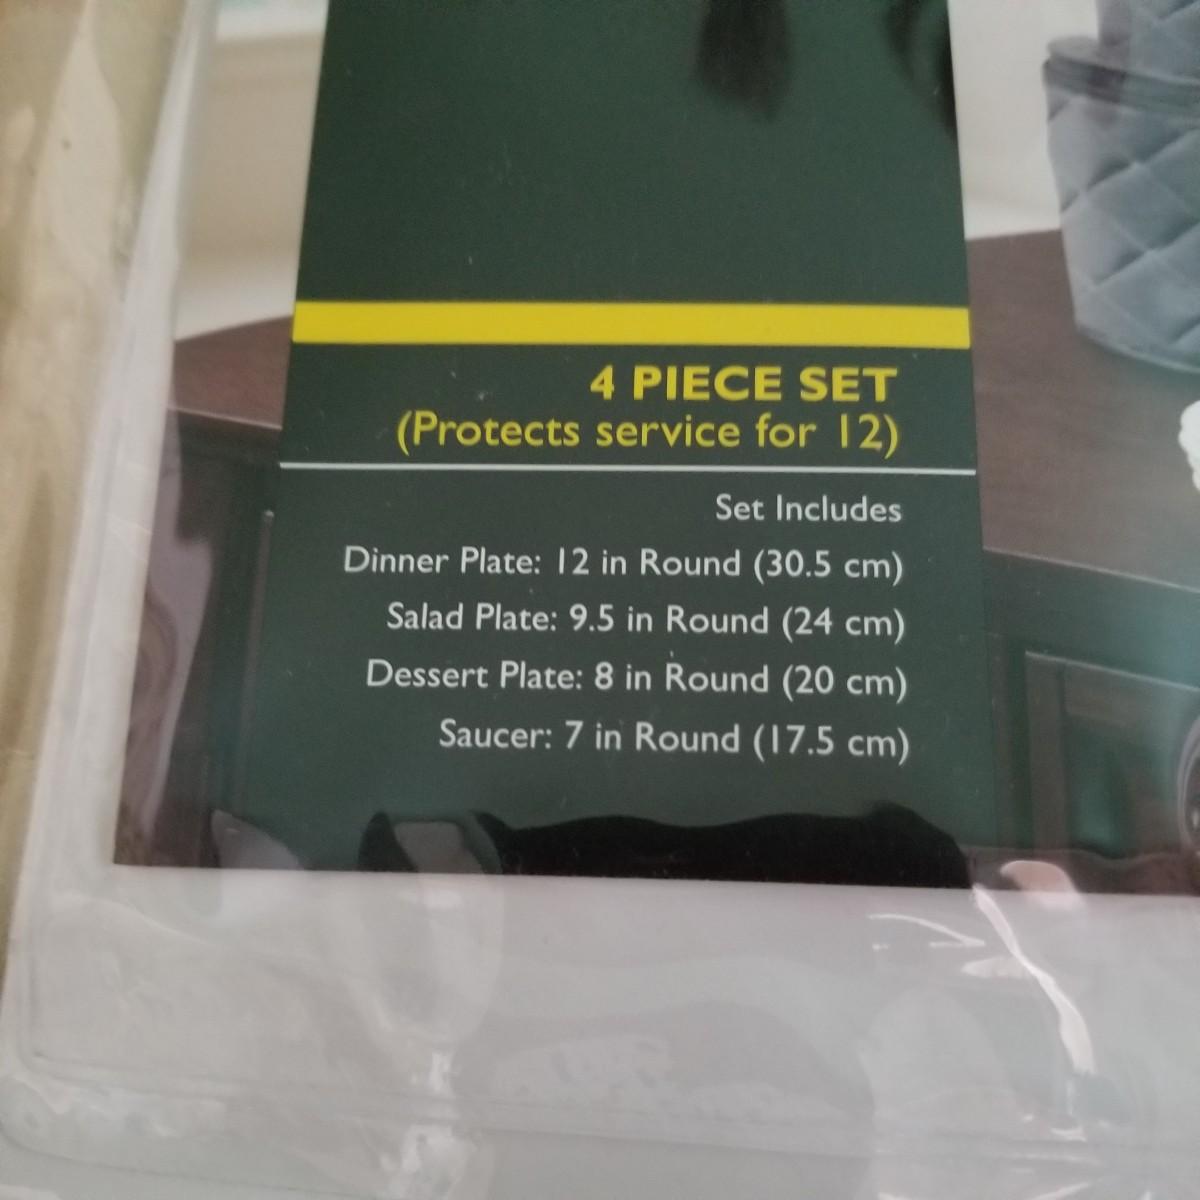 4 PIECE SET
(Protects service for 12)
Set Includes
Dinner Plate: 12 in Round (30.5 cm)
Salad Plate: 9.5 in Round (24 cm)
Dessert Plate: 8 in Round (20 cm)
Saucer: 7 in Round (17.5 cm)